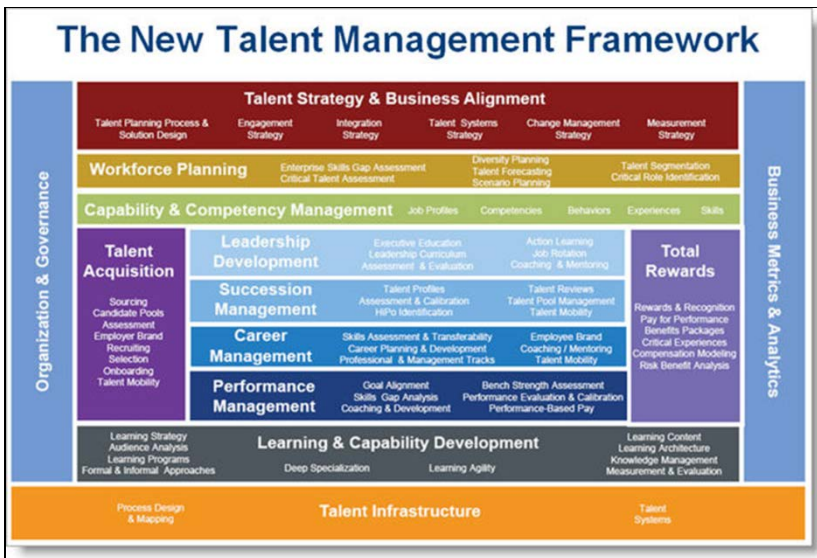 The New Talent Management Framework
Organization & Governance
Talent Strategy & Business Alignment
Talent Planning Process &
Solution Design
Engagement
Strategy
Integration
Strategy
Talent Systems
Strategy
Change Management
Strategy
Measurement
Strategy
Workforce Planning
Enterprise Skills Gap Assessment
Critical Talent Assessment
Diversity Planning
Talent Forecasting
Scenario Planning
Talent Segmentation
Critical Role Identification
Capability & Competency Management
Job Profiles
Competencies
Behaviors
Experiences
Skills
Talent
Acquisition
Sourcing
Candidate Pools
Assessment
Employer Brand
Recruiting
Selection
Onboarding
Talent Mobility
Leadership
Development
Executive Education
Leadership Curriculum
Assessment & Evaluation
Action Learning
Job Rotation
Coaching & Mentoring
Succession
Management
Talent Profiles
Assessment & Calibration
HiPo Identification
Talent Reviews
Talent Pool Management
Talent Mobility
Career
Management
Skills Assessment & Transferability
Career Planning & Development
Professional & Management Tracks
Employee Brand
Coaching / Mentoring
Talent Mobility
Performance
Management
Goal Alignment
Skills Gap Analysis
Coaching & Development
Bench Strength Assessment
Performance Evaluation & Calibration
Performance-Based Pay
Total
Rewards
Rewards & Recognition
Pay for Performance
Benefits Packages
Critical Experiences
Compensation Modeling
Risk Benefit Analysis
Learning Strategy
Audience Analysis
Learning Programs
Formal & Informal Approaches
Learning & Capability Development
Deep Specialization
Learning Agility
Learning Content
Learning Architecture
Knowledge Management
Measurement & Evaluation
Business Metrics & Analytics
Process Design
& Mapping
Talent Infrastructure
Talent
Systems